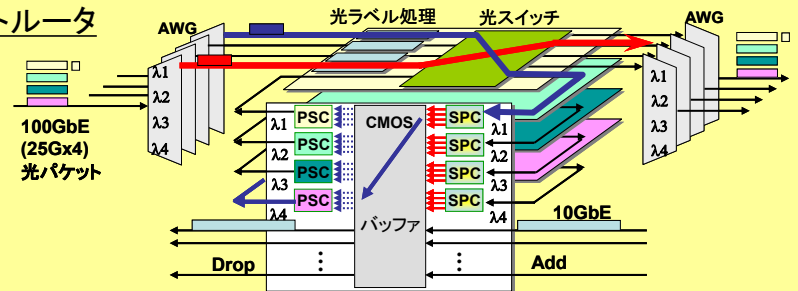 トルータ
AWG
光ラベル処理
光スイッチ
AWG
λ1
λ2
λ3
λ4
100GbE
(25Gx4)
光パケット
λ1
λ2
λ3
λ4
PSC
PSC
PSC
PSC
CMOS
バッファ
SPC
SPC
SPC
SPC
λ1
λ2
λ3
λ4
λ1
λ2
λ3
λ4
10GbE
Drop
⋮
⋮
Add